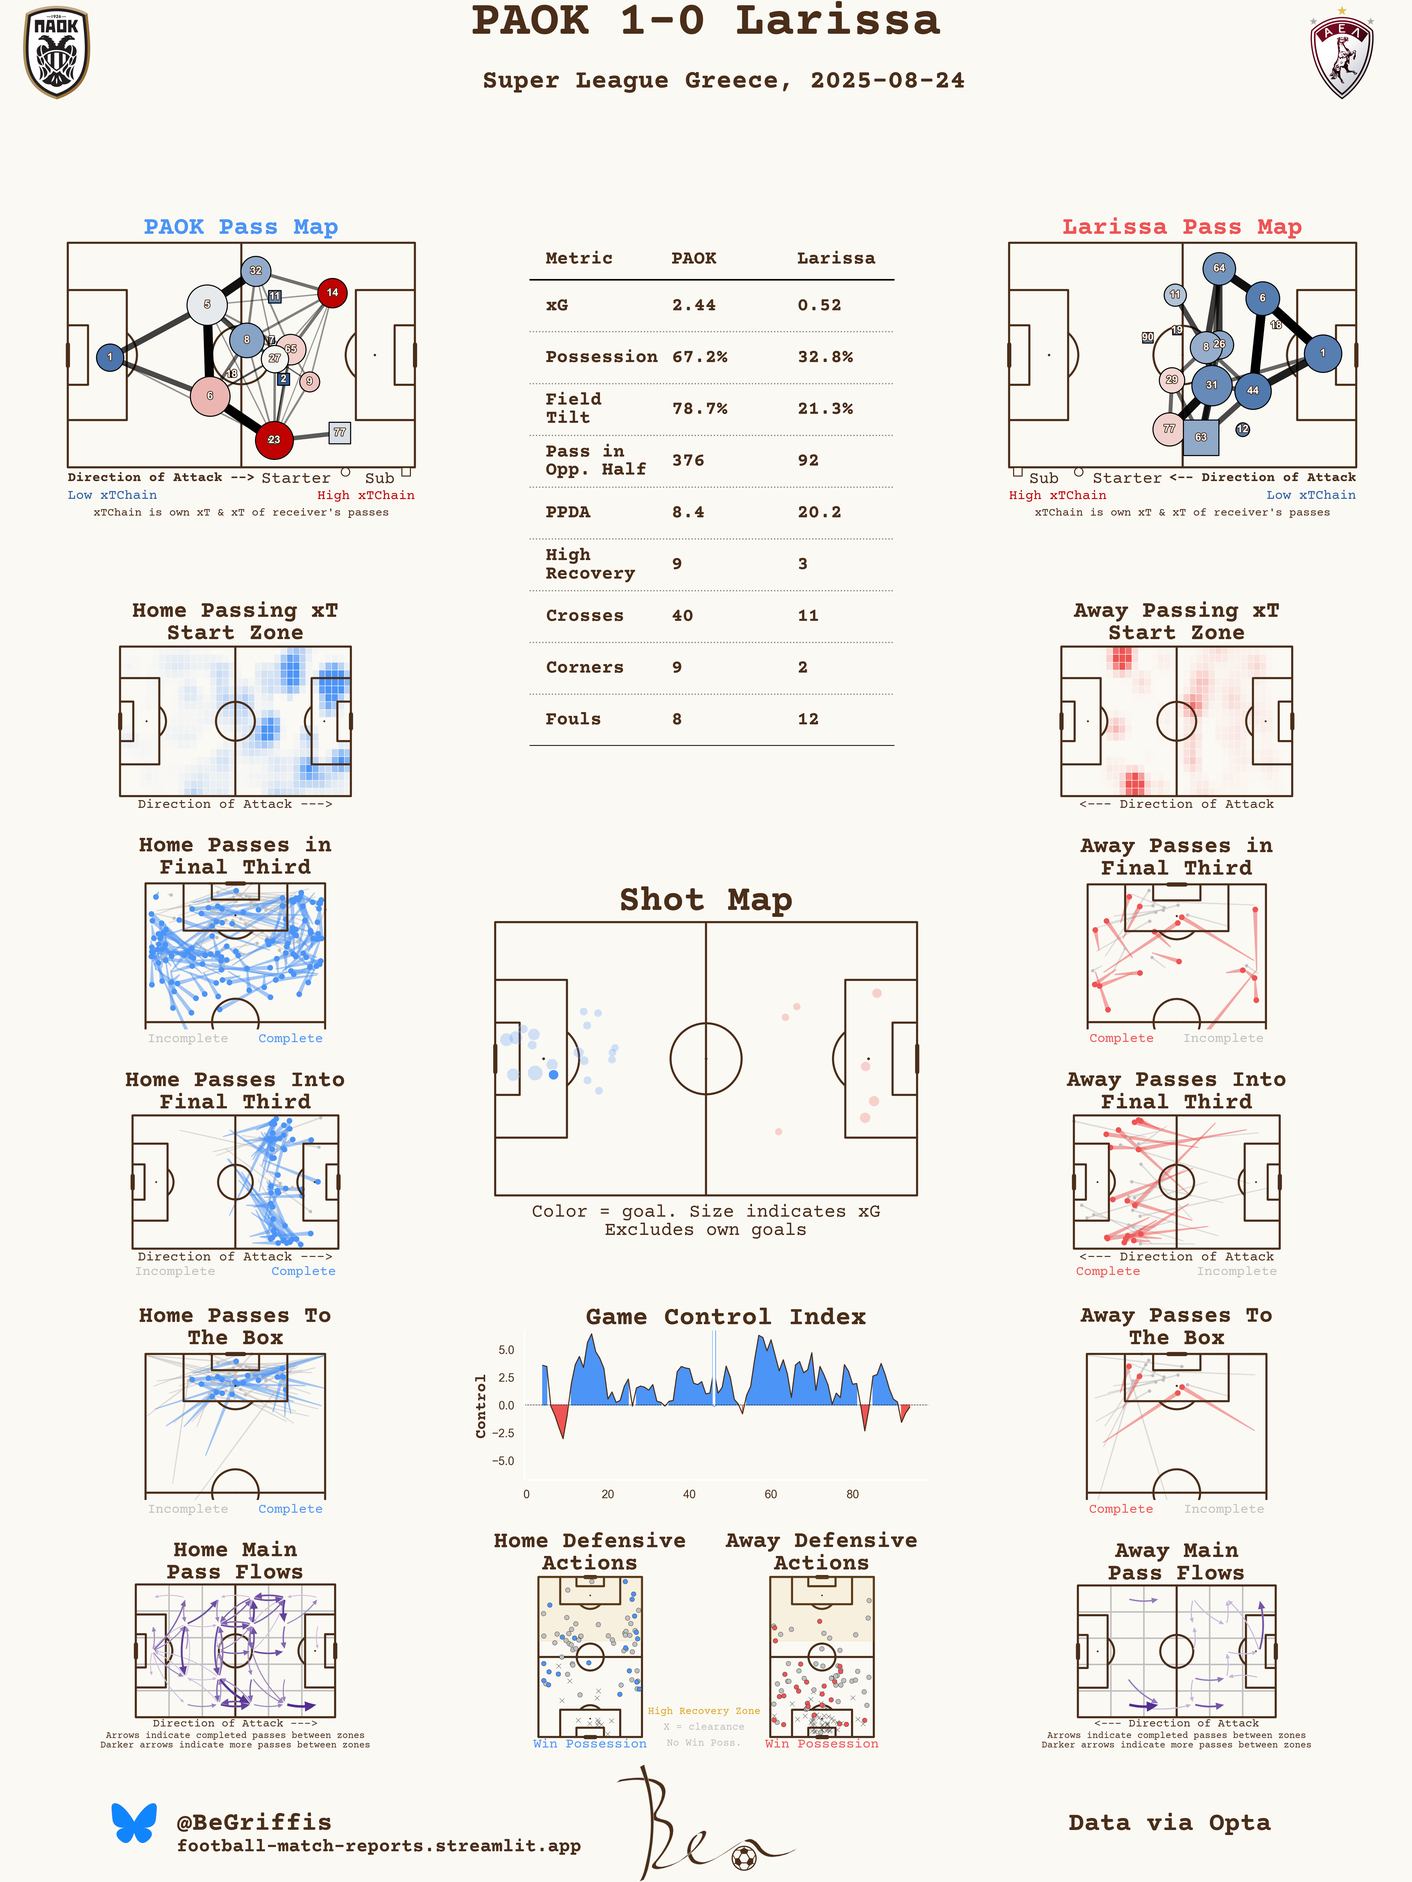 PAOK 1-0 Larissa
Super League Greece, 2025-08-24
1926
ΠΑΟΚ
ΑΕΛ
PAOK Pass Map
32
11
14
5
8
7
65
27
1
18
2
9
6
23
77
Direction of Attack --> Starter Sub
Low xTChain High xTChain
xTChain is own xT & xT of receiver's passes
Metric PAOK Larissa
xG 2.44 0.52
Possession 67.2% 32.8%
Field
Tilt 78.7% 21.3%
Pass in
Opp. Half 376 92
PPDA 8.4 20.2
High
Recovery 9 3
Crosses 40 11
Corners 9 2
Fouls 8 12
Larissa Pass Map
64
11
6
18
19
90
8
26
1
29
31
44
77
63
12
Sub Starter <-- Direction of Attack
High xTChain Low xTChain
xTChain is own xT & xT of receiver's passes
Home Passing xT
Start Zone
Direction of Attack --->
Away Passing xT
Start Zone
<--- Direction of Attack
Home Passes in
Final Third
Incomplete Complete
Away Passes in
Final Third
Complete Incomplete
Shot Map
Color = goal. Size indicates xG
Excludes own goals
Home Passes Into
Final Third
Direction of Attack --->
Incomplete Complete
Away Passes Into
Final Third
<--- Direction of Attack
Complete Incomplete
Home Passes To
The Box
Incomplete Complete
Game Control Index
Control
5.0
2.5
0.0
−2.5
−5.0
0 20 40 60 80
Away Passes To
The Box
Complete Incomplete
Home Main
Pass Flows
Direction of Attack --->
Arrows indicate completed passes between zones
Darker arrows indicate more passes between zones
Home Defensive
Actions
Win Possession
Away Defensive
Actions
Win Possession
High Recovery Zone
X = clearance
No Win Poss.
Away Main
Pass Flows
<--- Direction of Attack
Arrows indicate completed passes between zones
Darker arrows indicate more passes between zones
@BeGriffis
football-match-reports.streamlit.app
Ben
Data via Opta